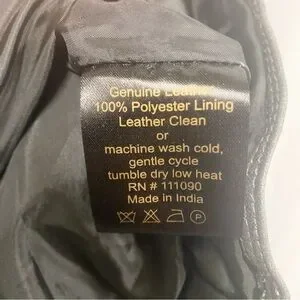 Genuine Leather
100% Polyester Lining
Leather Clean
or
machine wash cold,
gentle cycle
tumble dry low heat
RN # 111090
Made in India
P